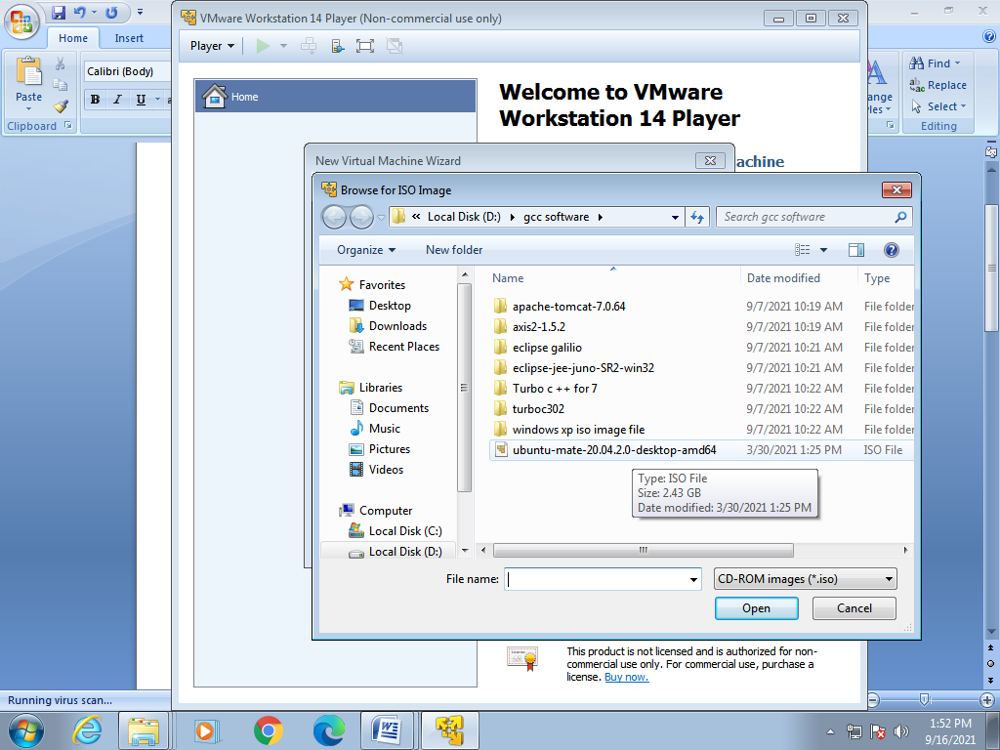 VMware Workstation 14 Player (Non-commercial use only)
Home
Insert
Player
Calibri (Body)
Paste
B I U
Clipboard
Find
Replace
Select
Editing
Home
Welcome to VMware
Workstation 14 Player
New Virtual Machine Wizard
Browse for ISO Image
« Local Disk (D:) gcc software
Search gcc software
Organize
New folder
Name
Date modified
Type
Favorites
Desktop
Downloads
Recent Places
Libraries
Documents
Music
Pictures
Videos
Computer
Local Disk (C:)
Local Disk (D:)
apache-tomcat-7.0.64 9/7/2021 10:19 AM File folder
axis2-1.5.2 9/7/2021 10:19 AM File folder
eclipse galilio 9/7/2021 10:21 AM File folder
eclipse-jee-juno-SR2-win32 9/7/2021 10:21 AM File folder
Turbo c ++ for 7 9/7/2021 10:22 AM File folder
turboc302 9/7/2021 10:22 AM File folder
windows xp iso image file 9/7/2021 10:22 AM File folder
ubuntu-mate-20.04.2.0-desktop-amd64 3/30/2021 1:25 PM ISO File
Type: ISO File
Size: 2.43 GB
Date modified: 3/30/2021 1:25 PM
File name:
CD-ROM images (*.iso)
Open
Cancel
This product is not licensed and is authorized for non-
commercial use only. For commercial use, purchase a
license. Buy now.
Running virus scan...
1:52 PM
9/16/2021